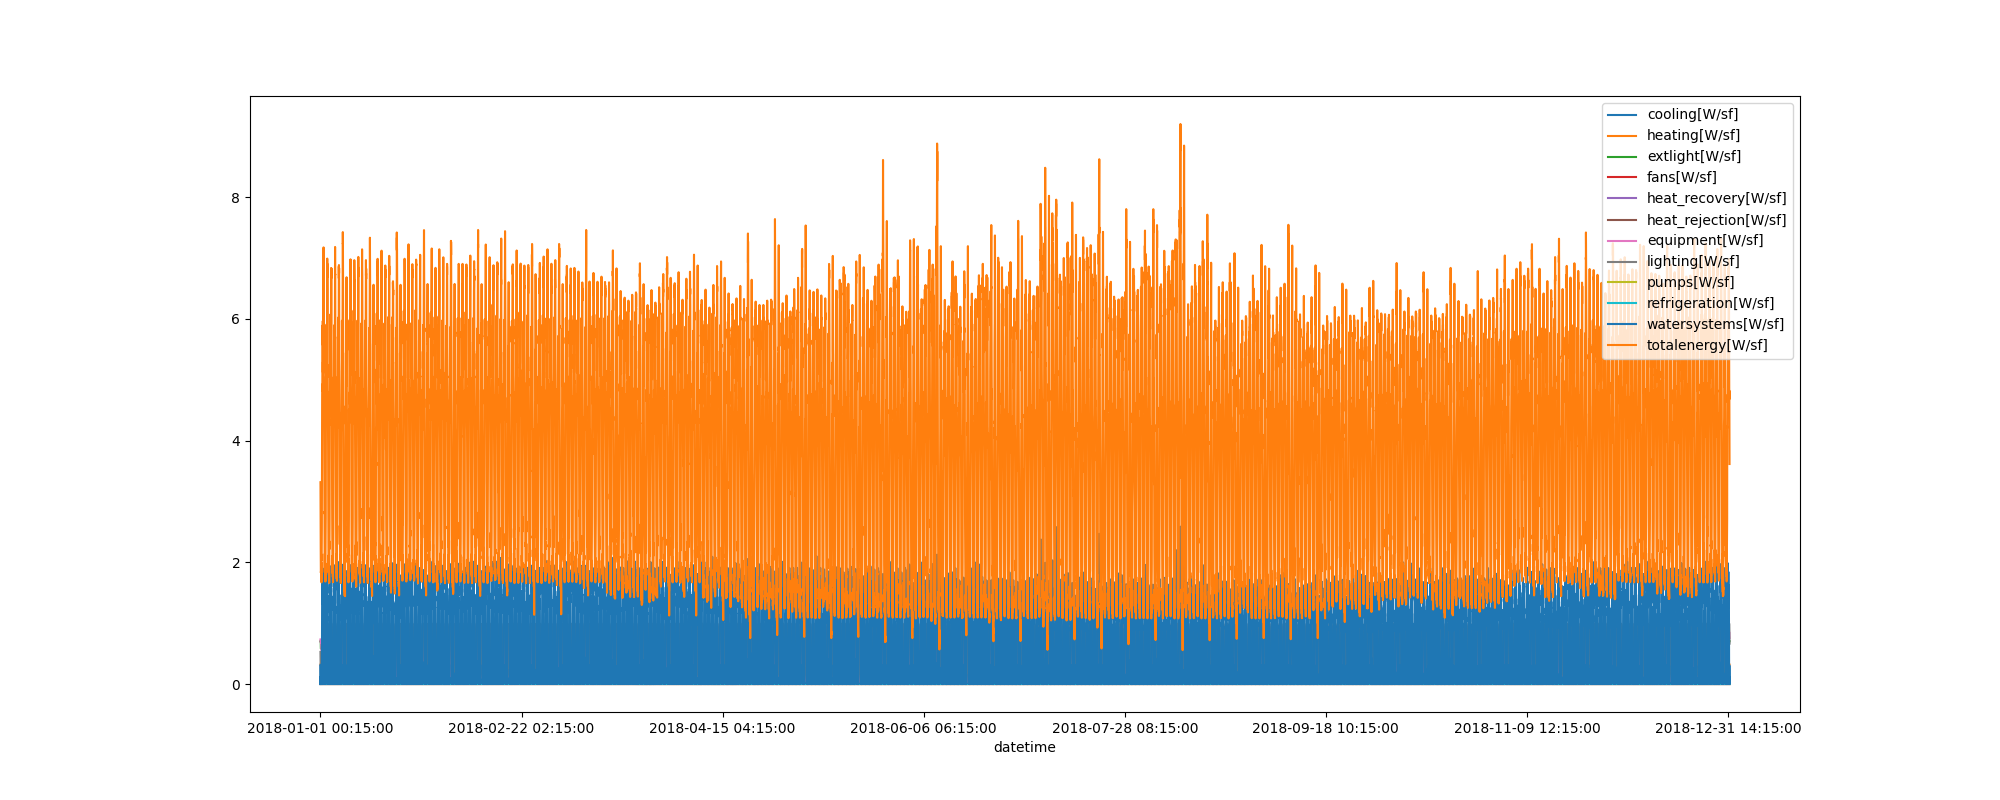 cooling[W/sf]
heating[W/sf]
extlight[W/sf]
fans[W/sf]
heat_recovery[W/sf]
heat_rejection[W/sf]
equipment[W/sf]
lighting[W/sf]
pumps[W/sf]
refrigeration[W/sf]
watersystems[W/sf]
totalenergy[W/sf]
8
6
4
2
0
2018-01-01 00:15:00 2018-02-22 02:15:00 2018-04-15 04:15:00 2018-06-06 06:15:00 2018-07-28 08:15:00 2018-09-18 10:15:00 2018-11-09 12:15:00 2018-12-31 14:15:00
datetime